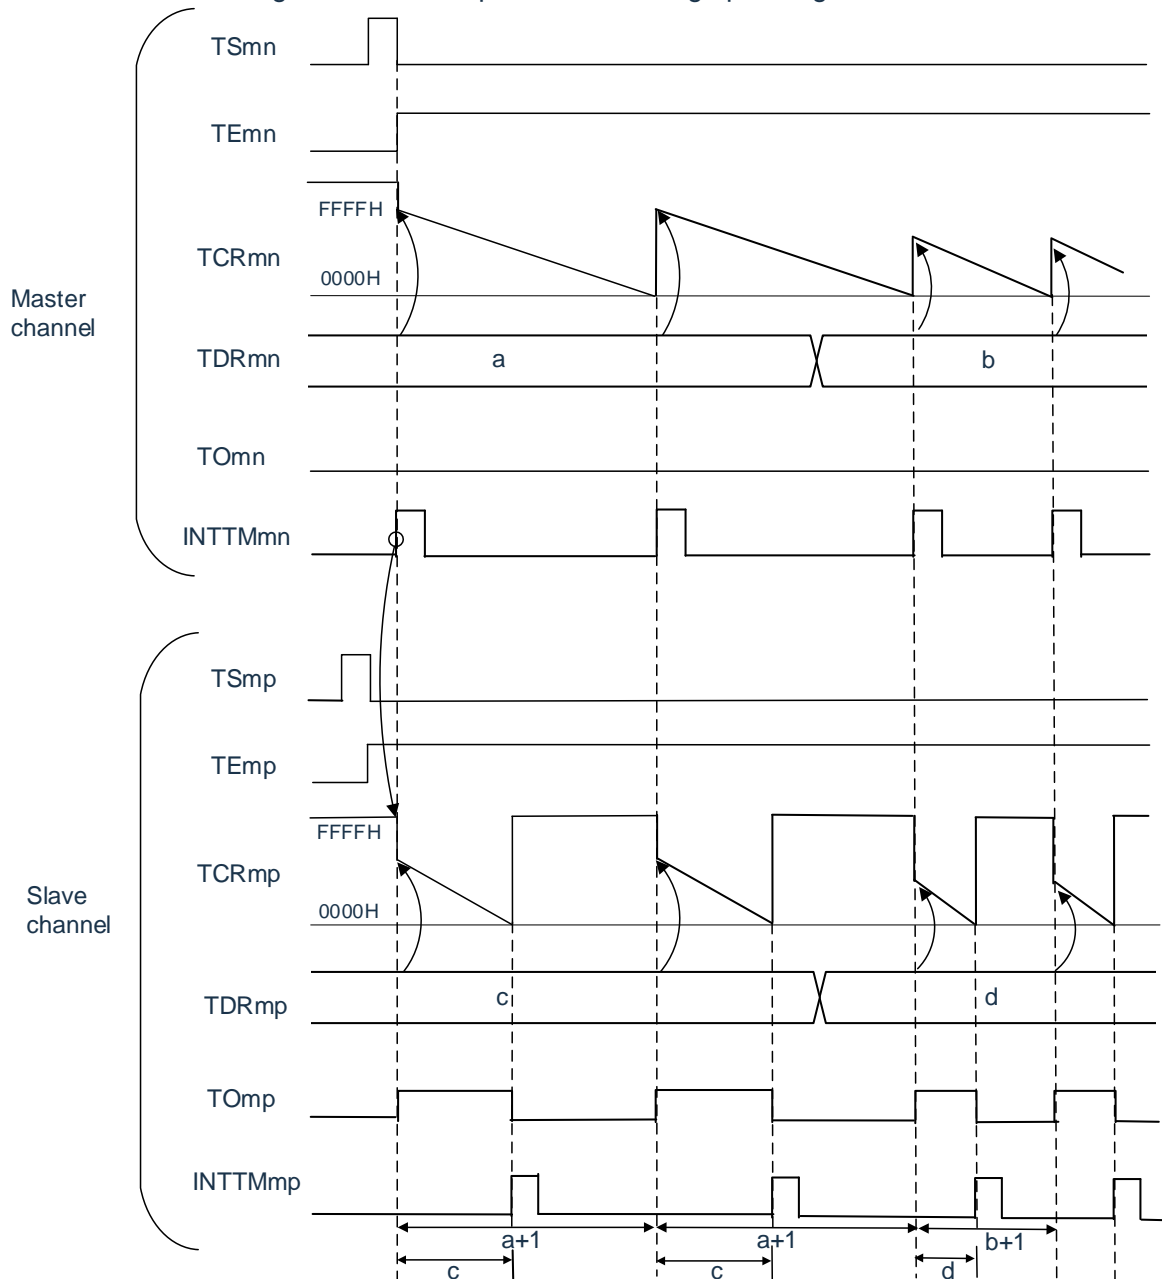 TSmn
TEmn
FFFFH
TCRmn
0000H
Master
channel
TDRmn
a
b
TOmn
INTTMmn
TSmp
TEmp
FFFFH
TCRmp
0000H
Slave
channel
TDRmp
c
d
TOmp
INTTMmp
a+1
a+1
b+1
c
c
d